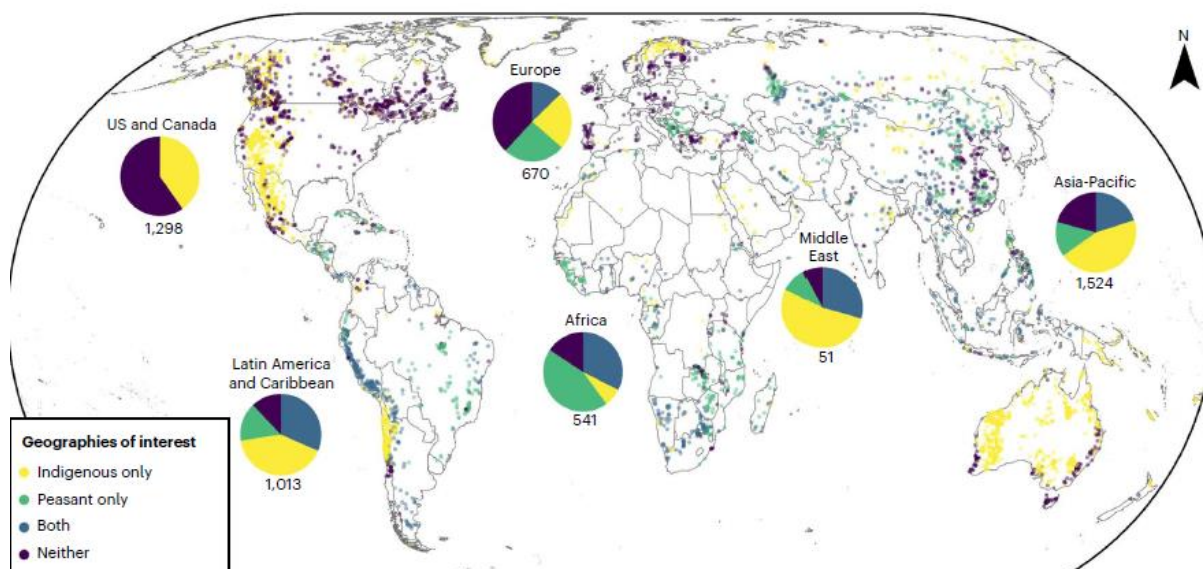 N
Europe
670
US and Canada
1,298
Asia-Pacific
1,524
Middle
East
51
Africa
541
Latin America
and Caribbean
1,013
Geographies of interest
Indigenous only
Peasant only
Both
Neither